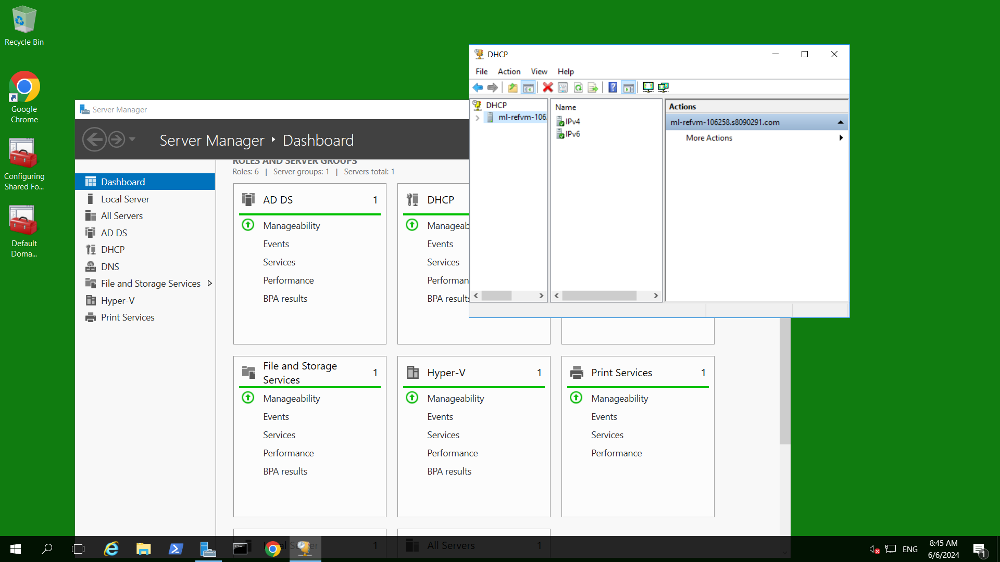 Recycle Bin
Google
Chrome
Configuring
Shared Fo...
Default
Doma...
Server Manager
Server Manager
Dashboard
Dashboard
Local Server
All Servers
AD DS
DHCP
DNS
File and Storage Services
Hyper-V
Print Services
ROLES AND SERVER GROUPS
Roles: 6 | Server groups: 1 | Servers total: 1
AD DS 1
Manageability
Events
Services
Performance
BPA results
DHCP
Manageab
Events
Services
Performan
BPA results
File and Storage
Services 1
Manageability
Events
Services
Performance
BPA results
Hyper-V 1
Manageability
Events
Services
Performance
BPA results
Print Services 1
Manageability
Events
Services
Performance
Server 1
All Servers 1
DHCP
File Action View Help
DHCP
ml-refvm-106
Name
IPv4
IPv6
Actions
ml-refvm-106258.s8090291.com
More Actions
ENG
8:45 AM
6/6/2024
1